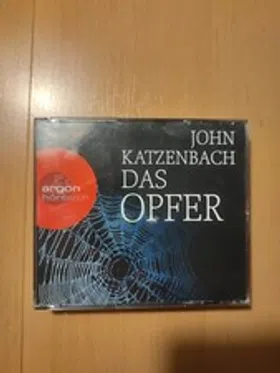 JOHN
KATZENBACH
DAS
OPFER
argon
hörbuch